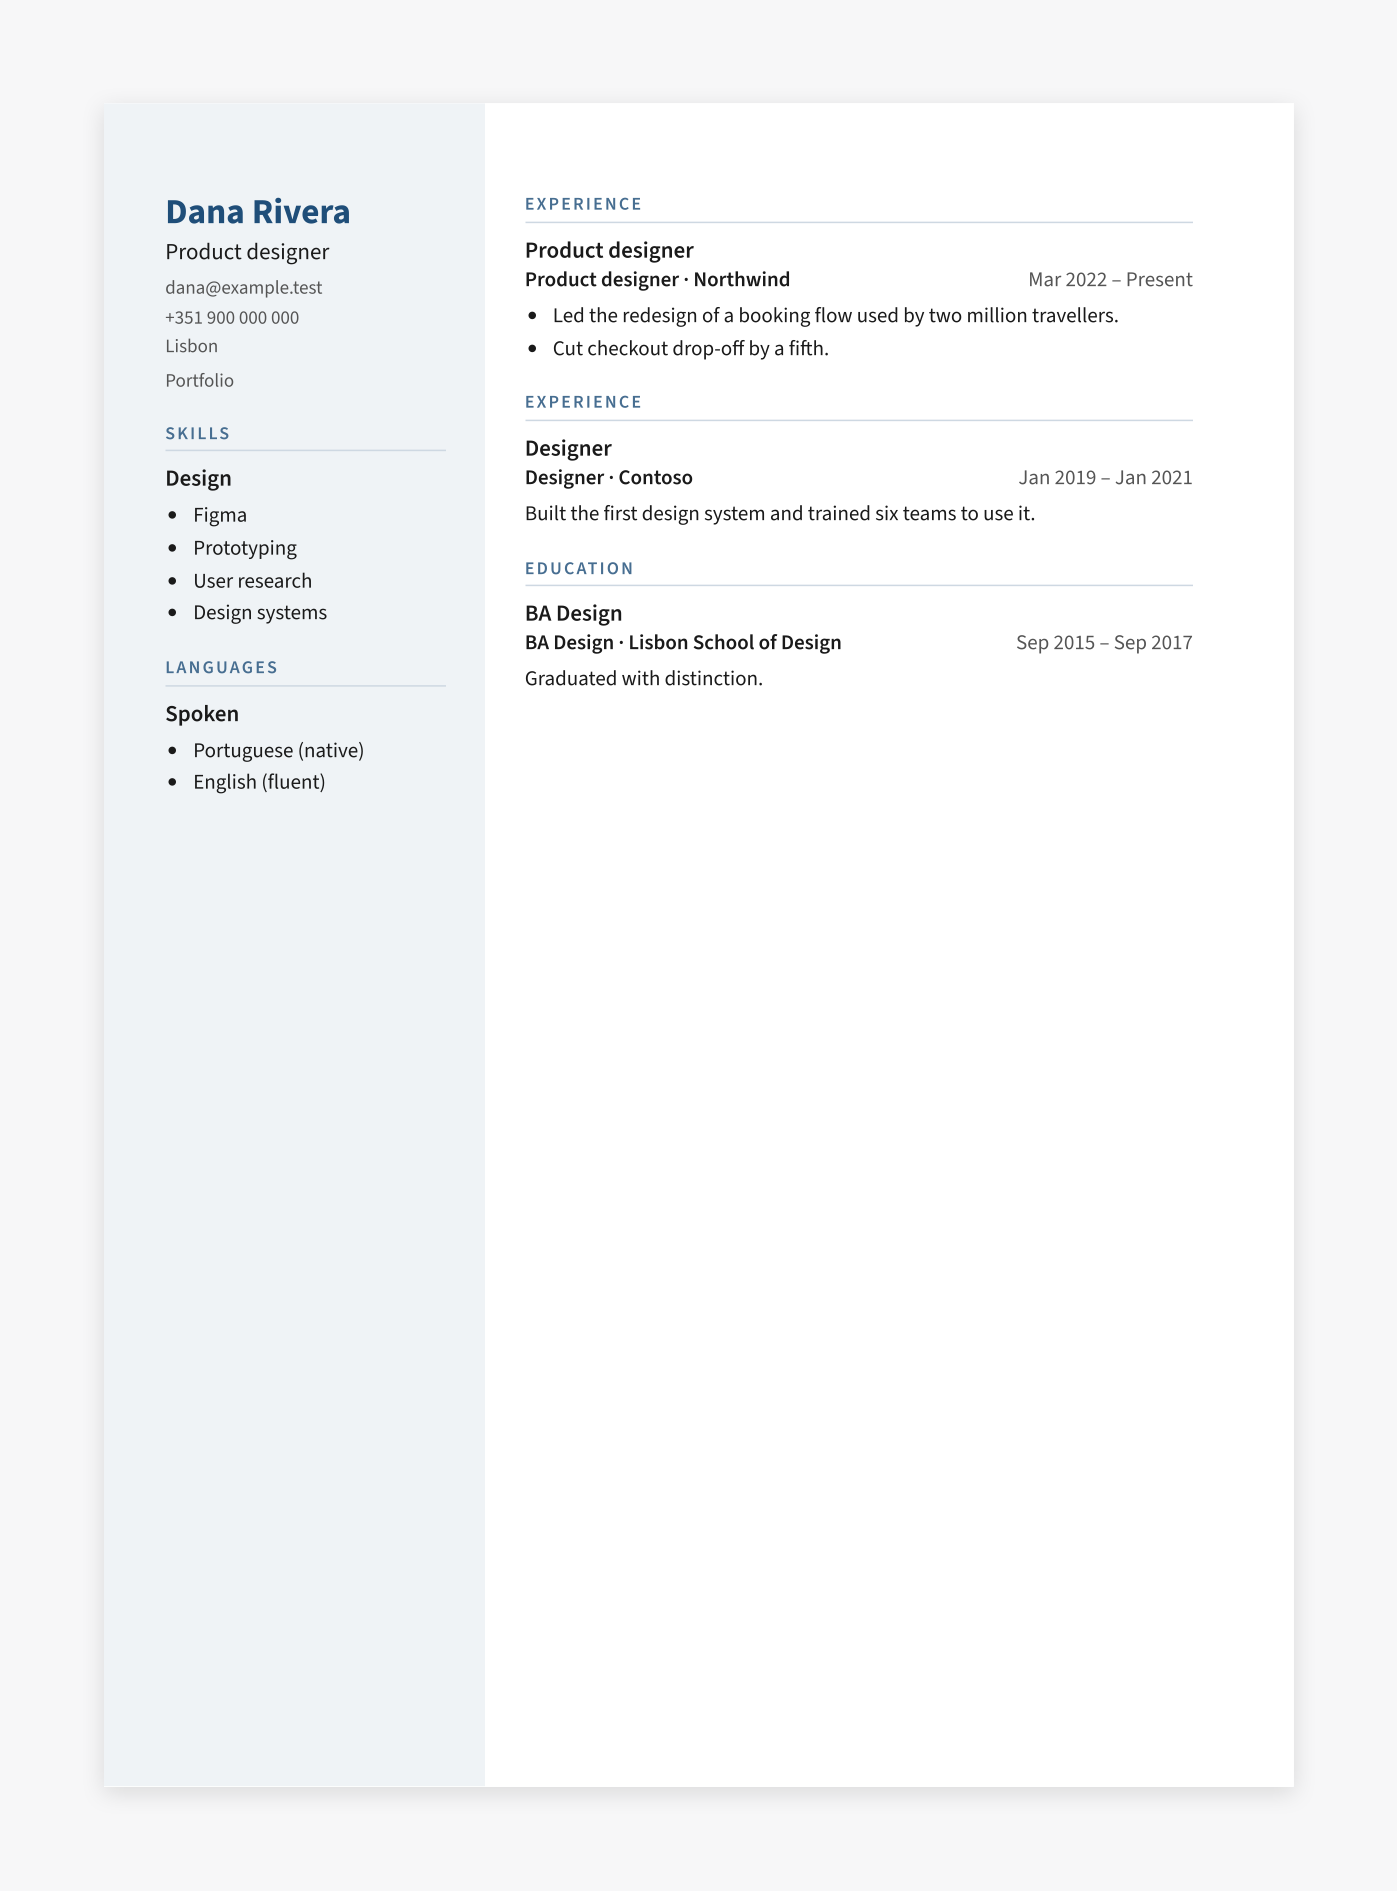 Dana Rivera
Product designer
dana@example.test
+351 900 000 000
Lisbon
Portfolio
SKILLS
Design
• Figma
• Prototyping
• User research
• Design systems
LANGUAGES
Spoken
• Portuguese (native)
• English (fluent)
EXPERIENCE
Product designer
Product designer · Northwind Mar 2022 – Present
• Led the redesign of a booking flow used by two million travellers.
• Cut checkout drop-off by a fifth.
EXPERIENCE
Designer
Designer · Contoso Jan 2019 – Jan 2021
Built the first design system and trained six teams to use it.
EDUCATION
BA Design
BA Design · Lisbon School of Design Sep 2015 – Sep 2017
Graduated with distinction.